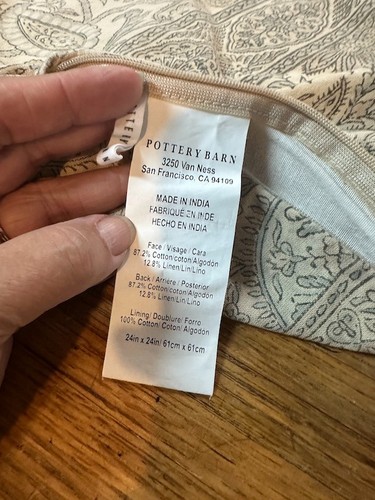 POTTERY BARN
3250 Van Ness
San Francisco, CA 94109
MADE IN INDIA
FABRIQUÉ EN INDE
HECHO EN INDIA
Face / Visage / Cara
87.2% Cotton/coton/Algodón
12.8% Linen/Lin/Lino
Back / Arriere / Posterior
87.2% Cotton/coton/Algodón
12.8% Linen/Lin/Lino
Lining/ Doublure/ Forro
100% Cotton/ Coton/ Algodón
24in x 24in/ 61cm x 61cm